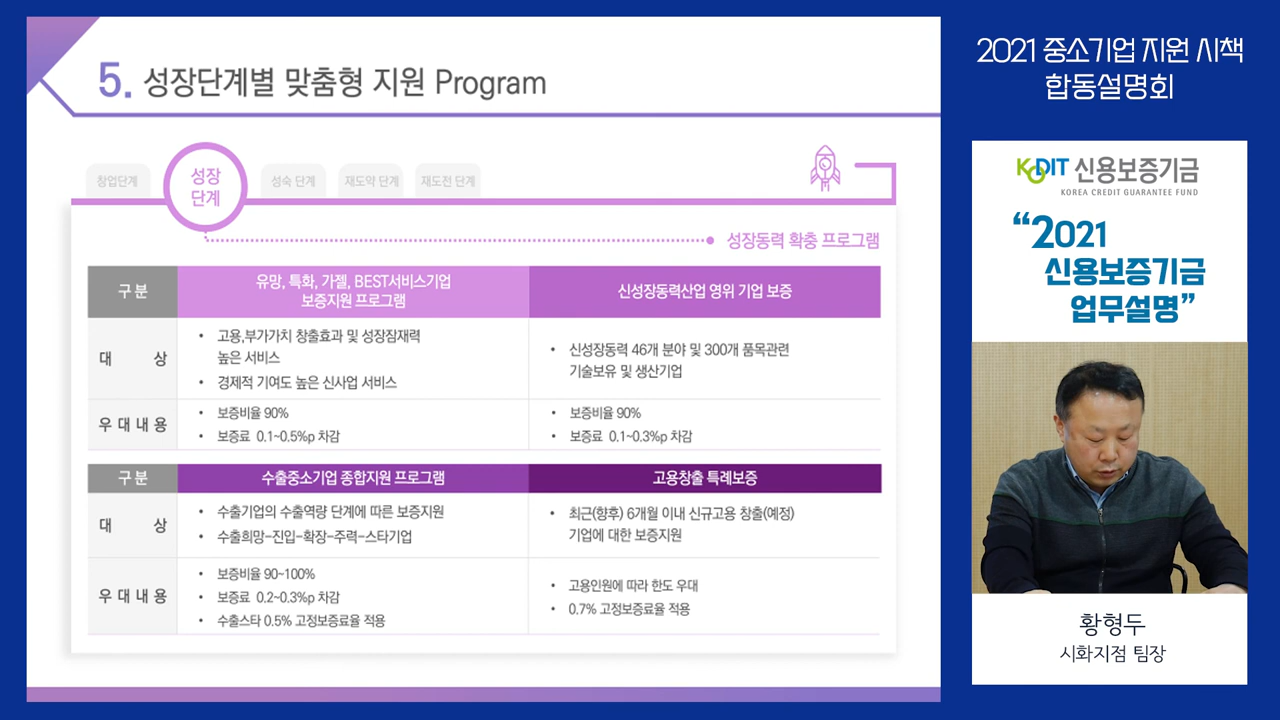 5. 성장단계별 맞춤형 지원 Program
창업단계
성장
단계
성숙 단계
재도약 단계
재도전 단계
성장동력 확충 프로그램
구 분
유망, 특화, 가젤, BEST서비스기업
보증지원 프로그램
신성장동력산업 영위 기업 보증
대 상
• 고용,부가가치 창출효과 및 성장잠재력
높은 서비스
• 경제적 기여도 높은 신사업 서비스
• 신성장동력 46개 분야 및 300개 품목관련
기술보유 및 생산기업
우 대 내 용
• 보증비율 90%
• 보증료 0.1~0.5%p 차감
• 보증비율 90%
• 보증료 0.1~0.3%p 차감
구 분
수출중소기업 종합지원 프로그램
고용창출 특례보증
대 상
• 수출기업의 수출역량 단계에 따른 보증지원
• 수출희망-진입-확장-주력-스타기업
• 최근(향후) 6개월 이내 신규고용 창출(예정)
기업에 대한 보증지원
우 대 내 용
• 보증비율 90~100%
• 보증료 0.2~0.3%p 차감
• 수출스타 0.5% 고정보증료율 적용
• 고용인원에 따라 한도 우대
• 0.7% 고정보증료율 적용
2021 중소기업 지원 시책
합동설명회
KODIT 신용보증기금
KOREA CREDIT GUARANTEE FUND
“2021
신용보증기금
업무설명”
황형두
시화지점 팀장